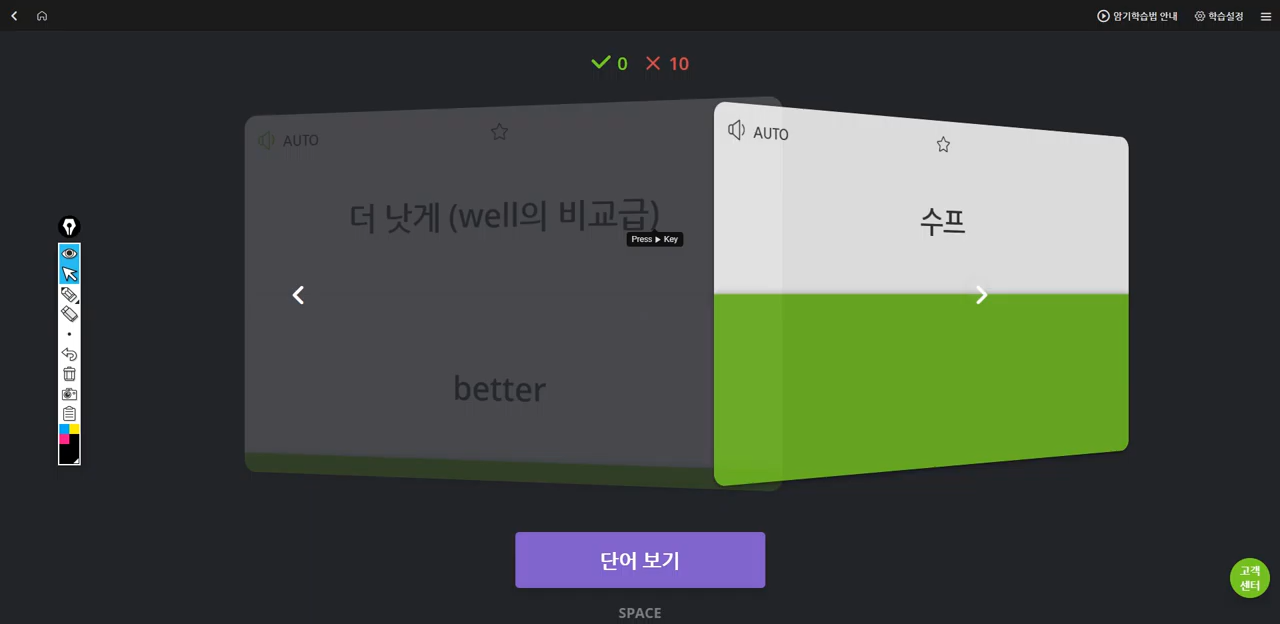 암기학습법 안내
학습설정
0
10
AUTO
더 낫게 (well의 비교급)
Press ▶ Key
better
AUTO
수프
단어 보기
SPACE
고객
센터